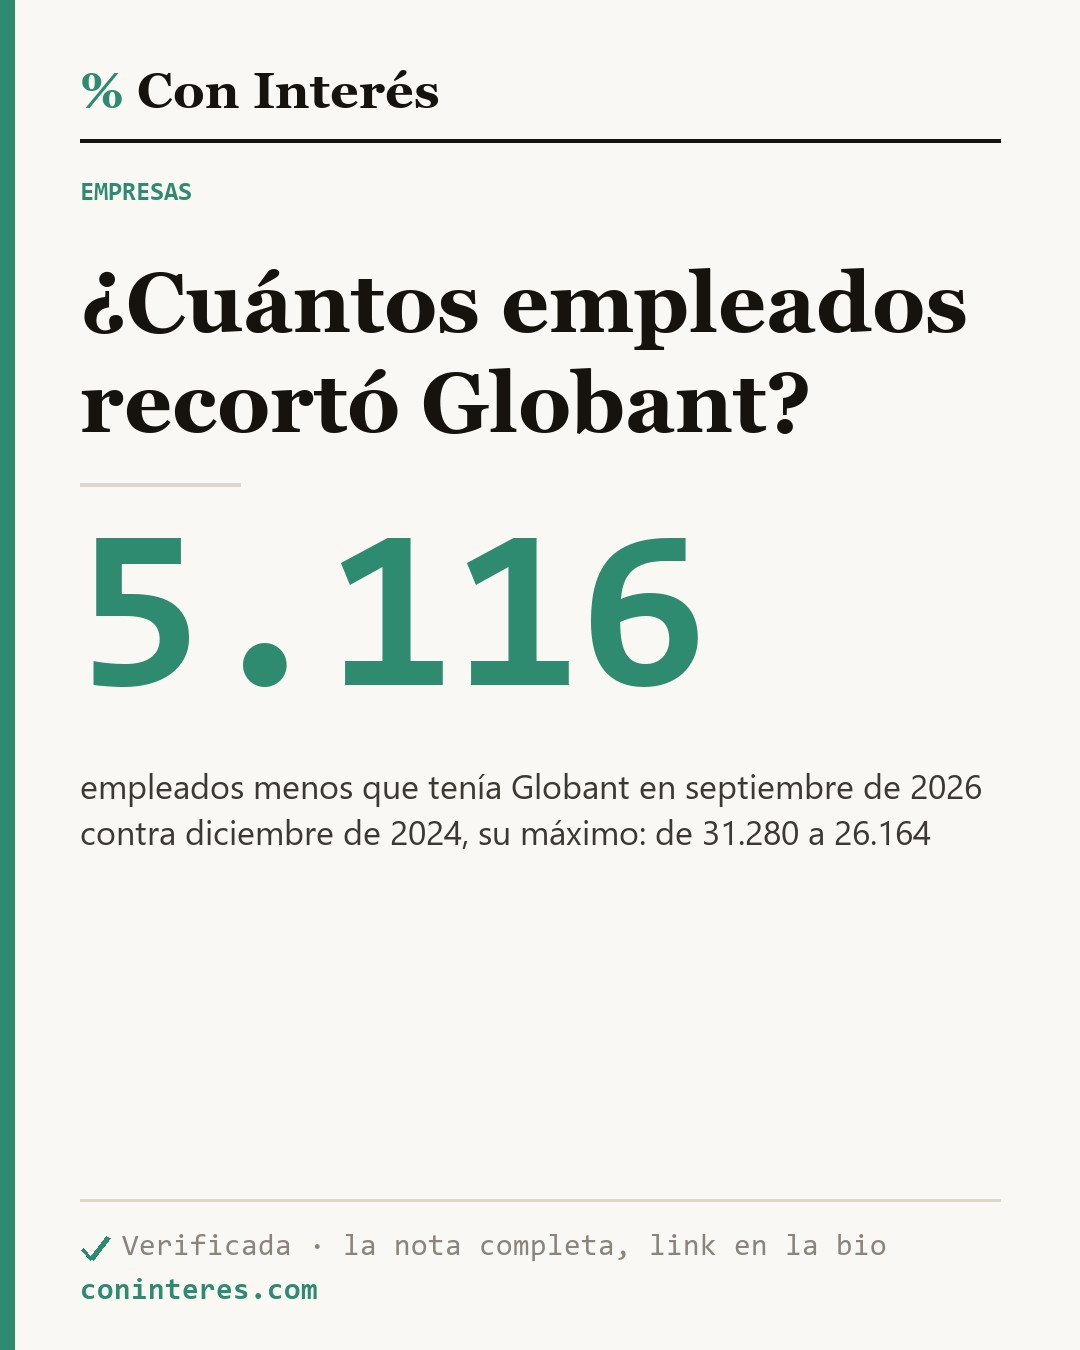 % Con Interés
EMPRESAS
¿Cuántos empleados
recortó Globant?
5.116
empleados menos que tenía Globant en septiembre de 2026
contra diciembre de 2024, su máximo: de 31.280 a 26.164
✓ Verificada · la nota completa, link en la bio
coninteres.com